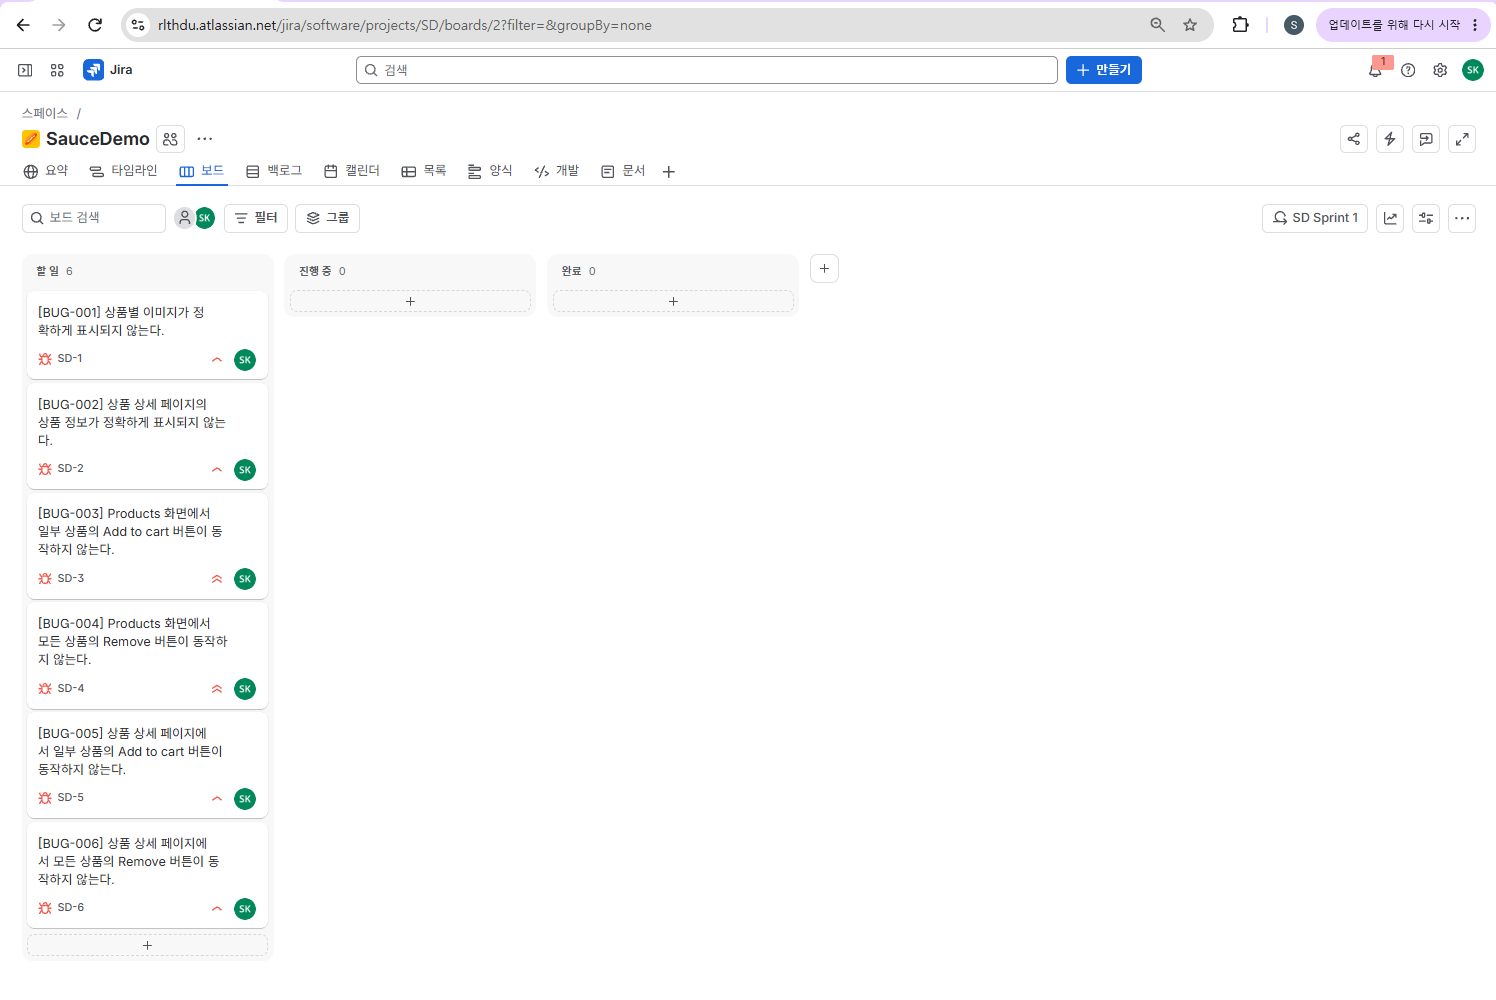 rlthdu.atlassian.net/jira/software/projects/SD/boards/2?filter=&groupBy=none
S
업데이트를 위해 다시 시작
Jira
검색
만들기
1
SK
스페이스 /
SauceDemo
요약
타임라인
보드
백로그
캘린더
목록
양식
개발
문서
보드 검색
SK
필터
그룹
SD Sprint 1
할 일 6
[BUG-001] 상품별 이미지가 정
확하게 표시되지 않는다.
SD-1
SK
[BUG-002] 상품 상세 페이지의
상품 정보가 정확하게 표시되지 않는
다.
SD-2
SK
[BUG-003] Products 화면에서
일부 상품의 Add to cart 버튼이 동
작하지 않는다.
SD-3
SK
[BUG-004] Products 화면에서
모든 상품의 Remove 버튼이 동작하
지 않는다.
SD-4
SK
[BUG-005] 상품 상세 페이지에
서 일부 상품의 Add to cart 버튼이
동작하지 않는다.
SD-5
SK
[BUG-006] 상품 상세 페이지에
서 모든 상품의 Remove 버튼이 동
작하지 않는다.
SD-6
SK
진행 중 0
완료 0